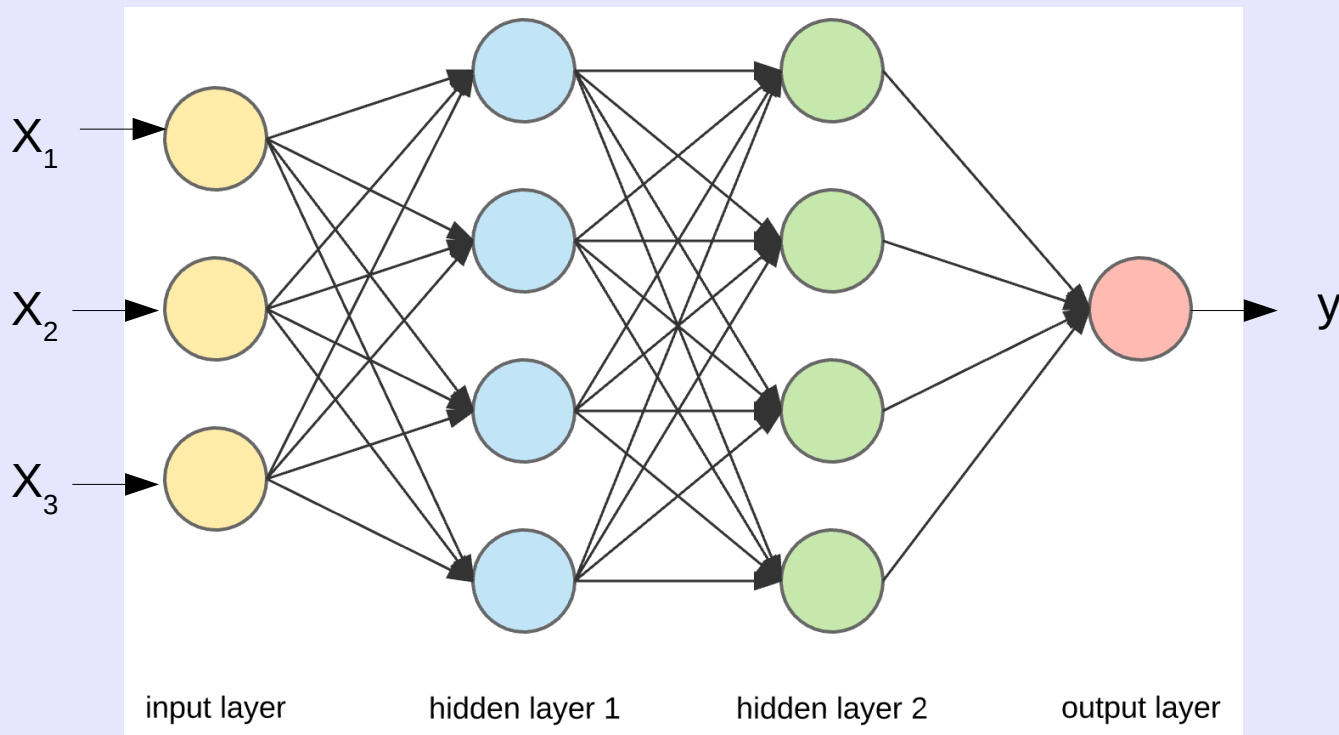 X1
X2
X3
y
input layer
hidden layer 1
hidden layer 2
output layer